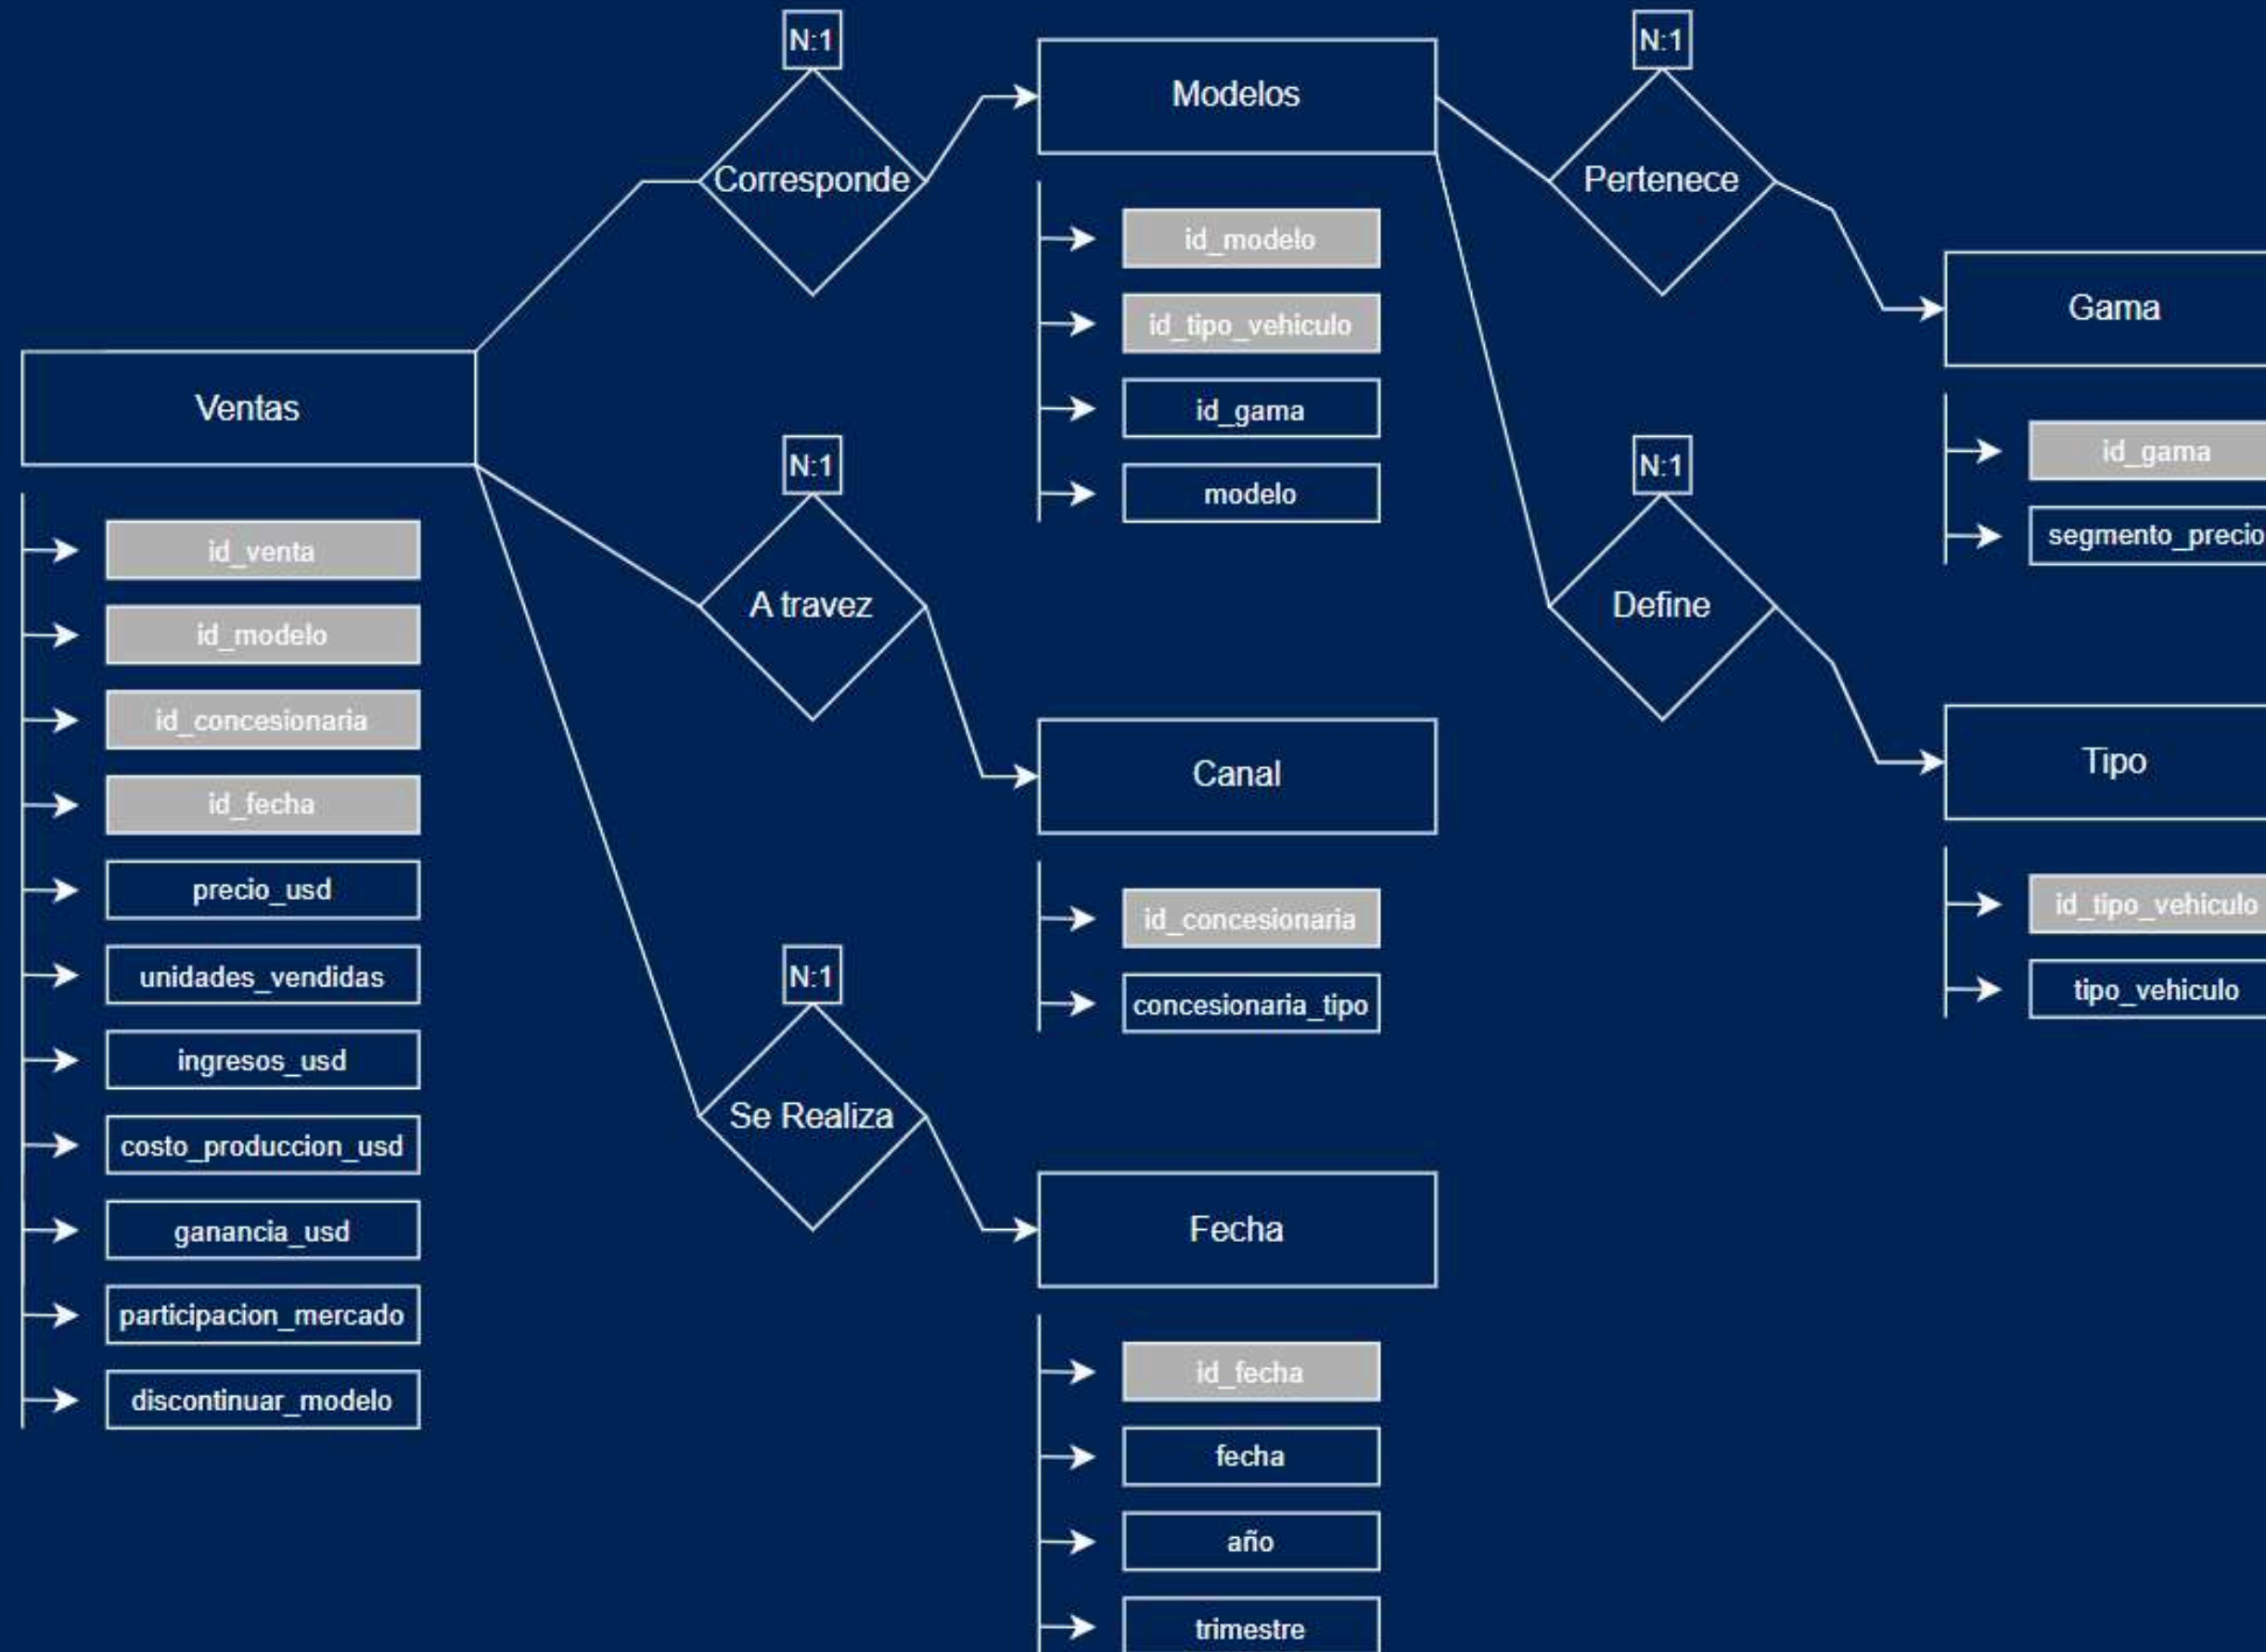 N:1
Corresponde
Modelos
id_modelo
id_tipo_vehiculo
id_gama
modelo
N:1
Pertenece
Gama
id_gama
segmento_precio
Ventas
id_venta
id_modelo
id_concesionaria
id_fecha
precio_usd
unidades_vendidas
ingresos_usd
costo_produccion_usd
ganancia_usd
participacion_mercado
discontinuar_modelo
N:1
A travez
Canal
id_concesionaria
concesionaria_tipo
N:1
Define
Tipo
id_tipo_vehiculo
tipo_vehiculo
N:1
Se Realiza
Fecha
id_fecha
fecha
año
trimestre